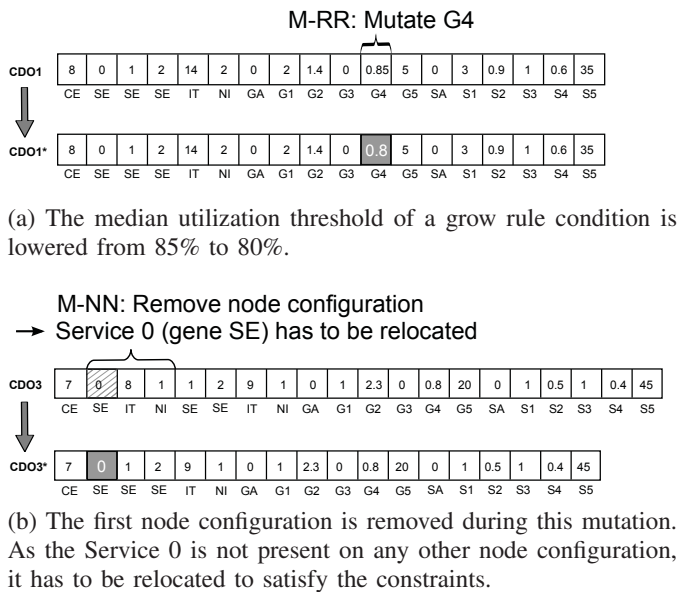 M-RR: Mutate G4
CDO1 8 0 1 2 14 2 0 2 1.4 0 0.85 5 0 3 0.9 1 0.6 35
CE SE SE SE IT NI GA G1 G2 G3 G4 G5 SA S1 S2 S3 S4 S5
CDO1* 8 0 1 2 14 2 0 2 1.4 0 0.8 5 0 3 0.9 1 0.6 35
CE SE SE SE IT NI GA G1 G2 G3 G4 G5 SA S1 S2 S3 S4 S5
(a) The median utilization threshold of a grow rule condition is
lowered from 85% to 80%.
M-NN: Remove node configuration
→ Service 0 (gene SE) has to be relocated
CDO3 7 0 8 1 1 2 9 1 0 1 2.3 0 0.8 20 0 1 0.5 1 0.4 45
CE SE IT NI SE SE IT NI GA G1 G2 G3 G4 G5 SA S1 S2 S3 S4 S5
CDO3* 7 0 1 2 9 1 0 1 2.3 0 0.8 20 0 1 0.5 1 0.4 45
CE SE SE SE IT NI GA G1 G2 G3 G4 G5 SA S1 S2 S3 S4 S5
(b) The first node configuration is removed during this mutation.
As the Service 0 is not present on any other node configuration,
it has to be relocated to satisfy the constraints.